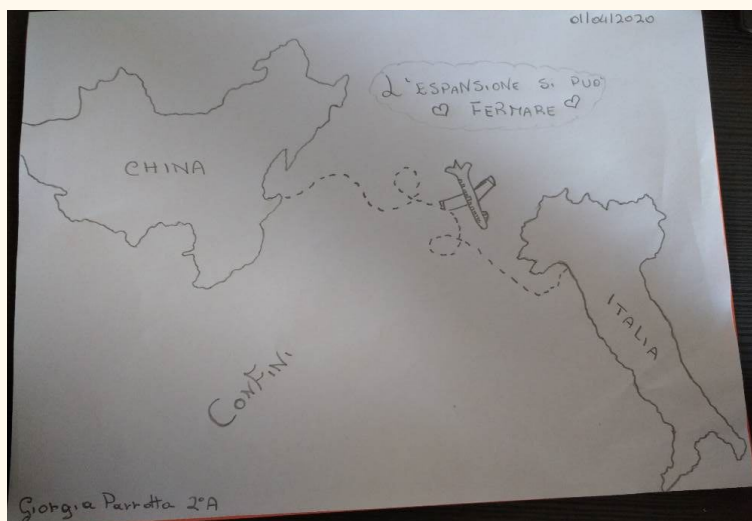 01/04/2020
L'ESPANSIONE SI PUÒ
FERMARE
CHINA
ITALIA
CONFINI
Giorgia Parrotta 2°A